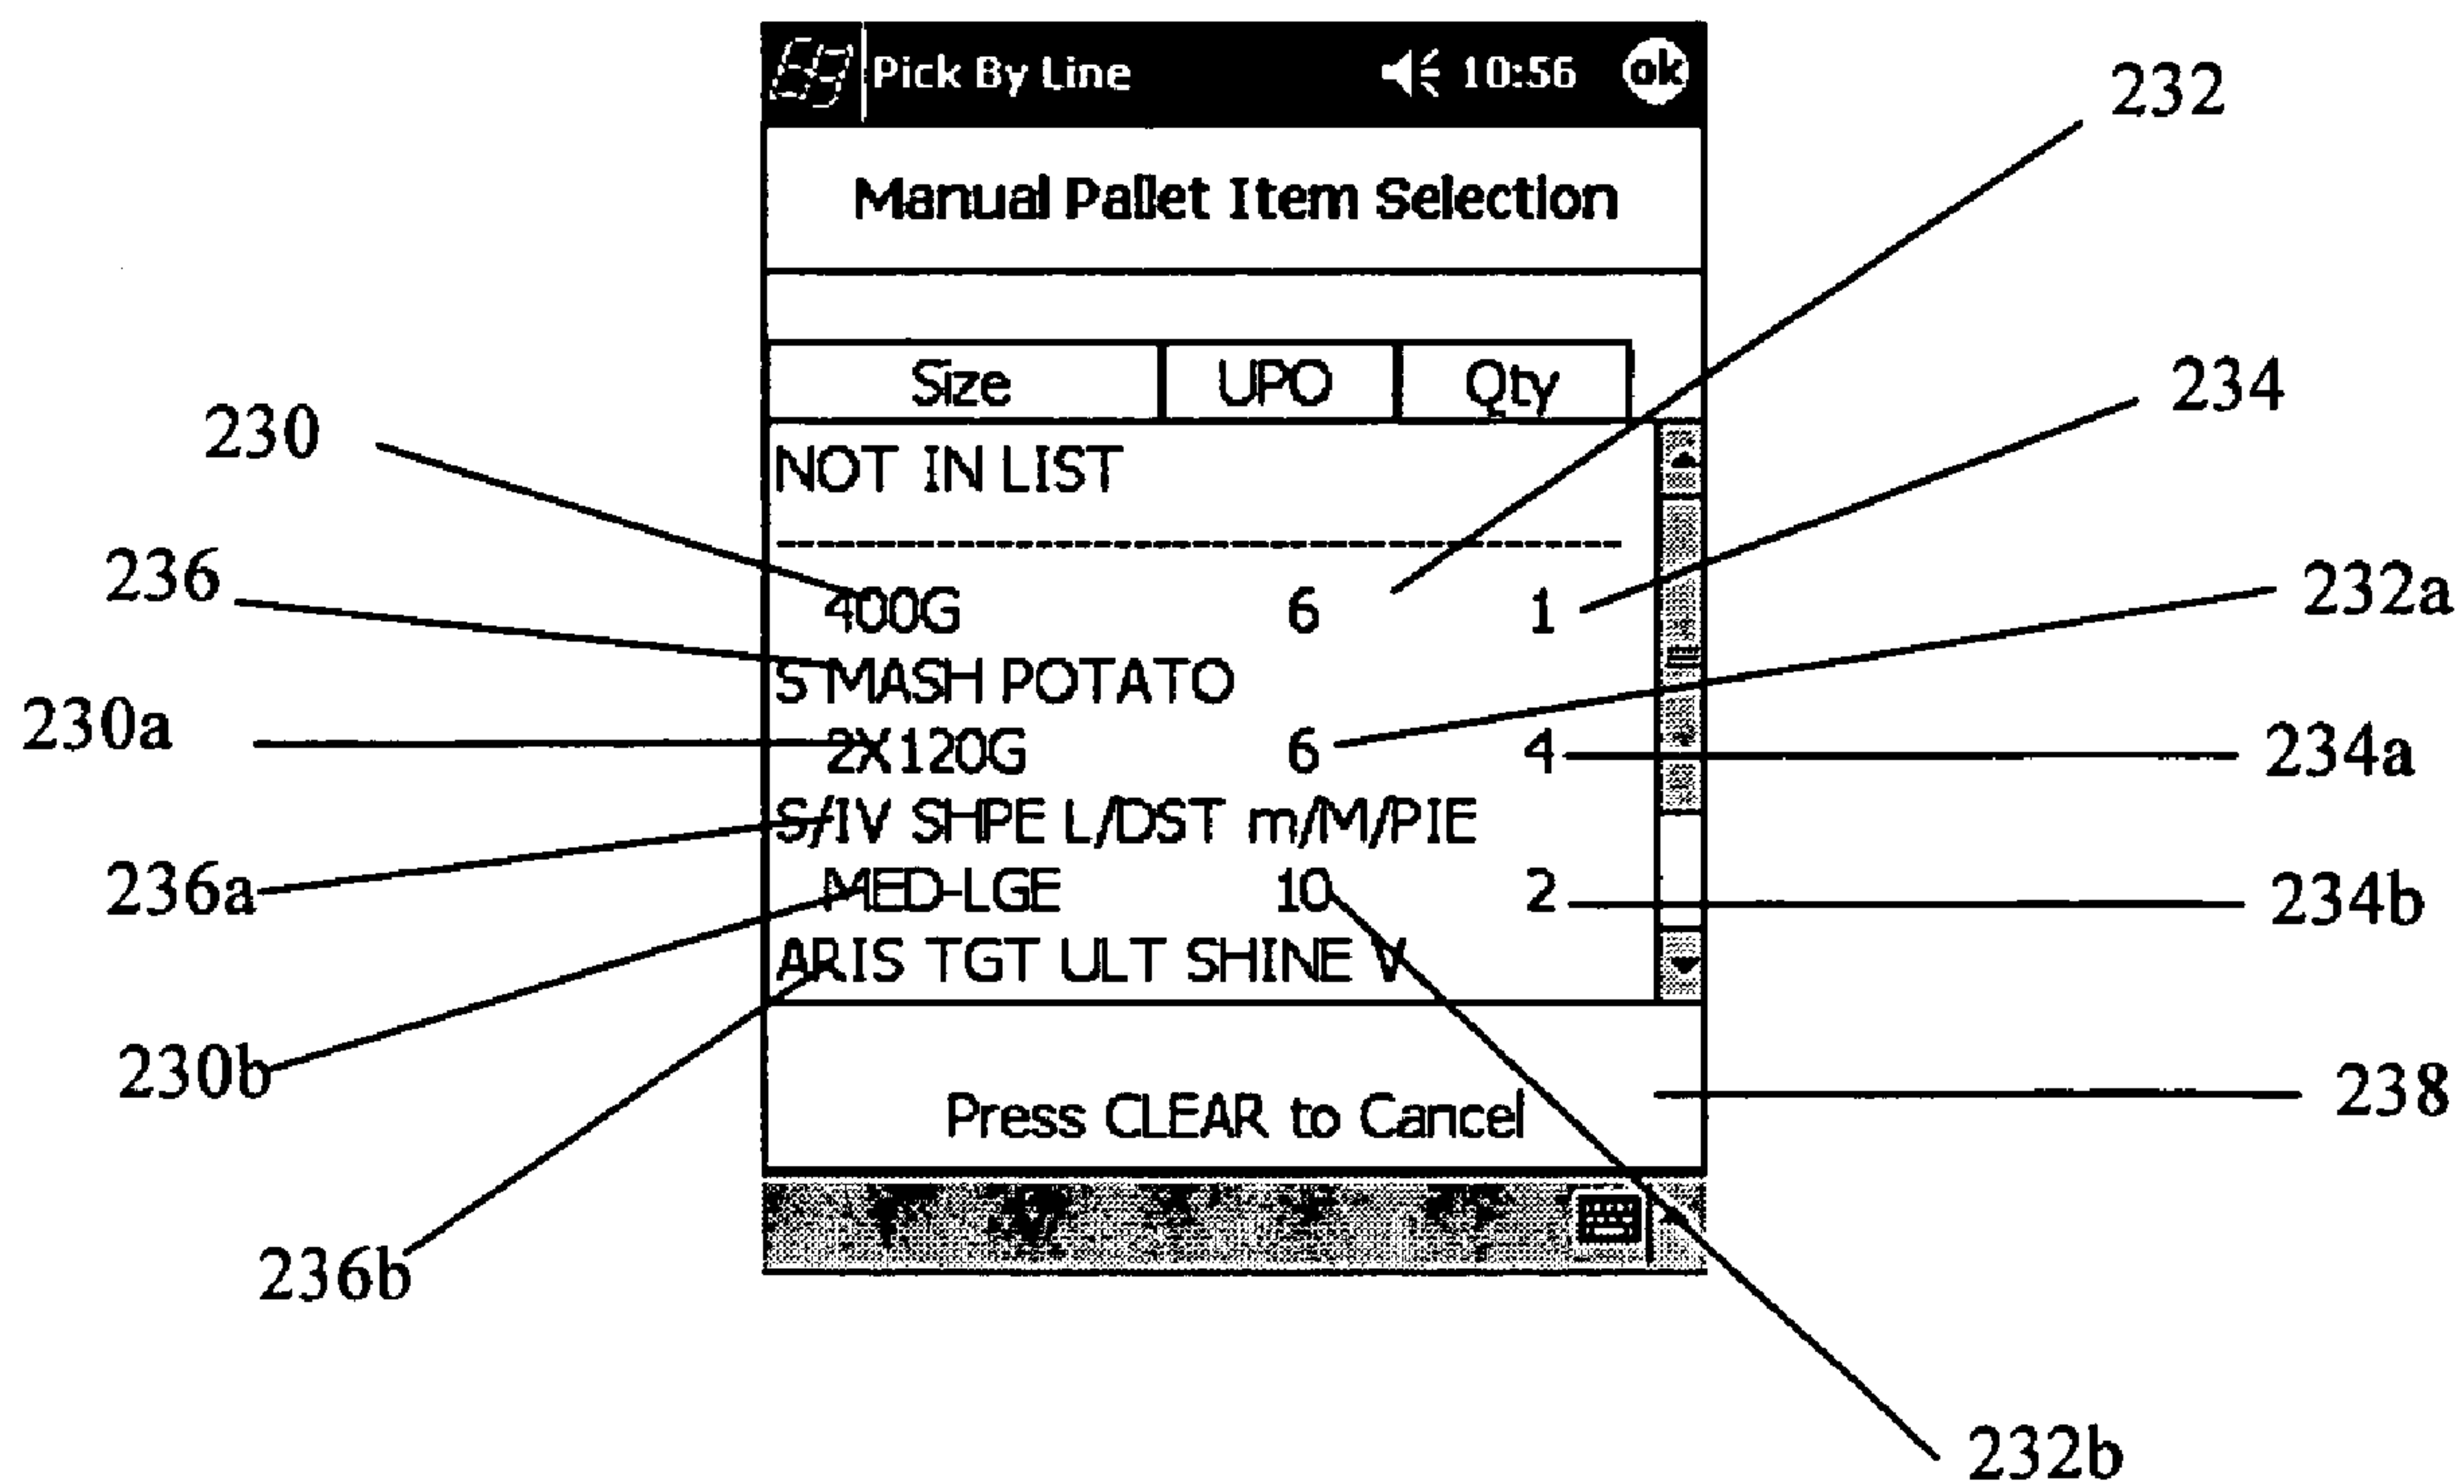 Pick By Line 10:56 ok
232
Manual Pallet Item Selection
Size UPO Qty
234
230
NOT IN LIST
236
400G 6 1
232a
S MASH POTATO
230a
2X120G 6 4
234a
S/IV SHPE L/DST m/M/PIE
236a
MED-LGE 10 2
234b
ARIS TGT ULT SHINE V
230b
238
Press CLEAR to Cancel
236b
232b